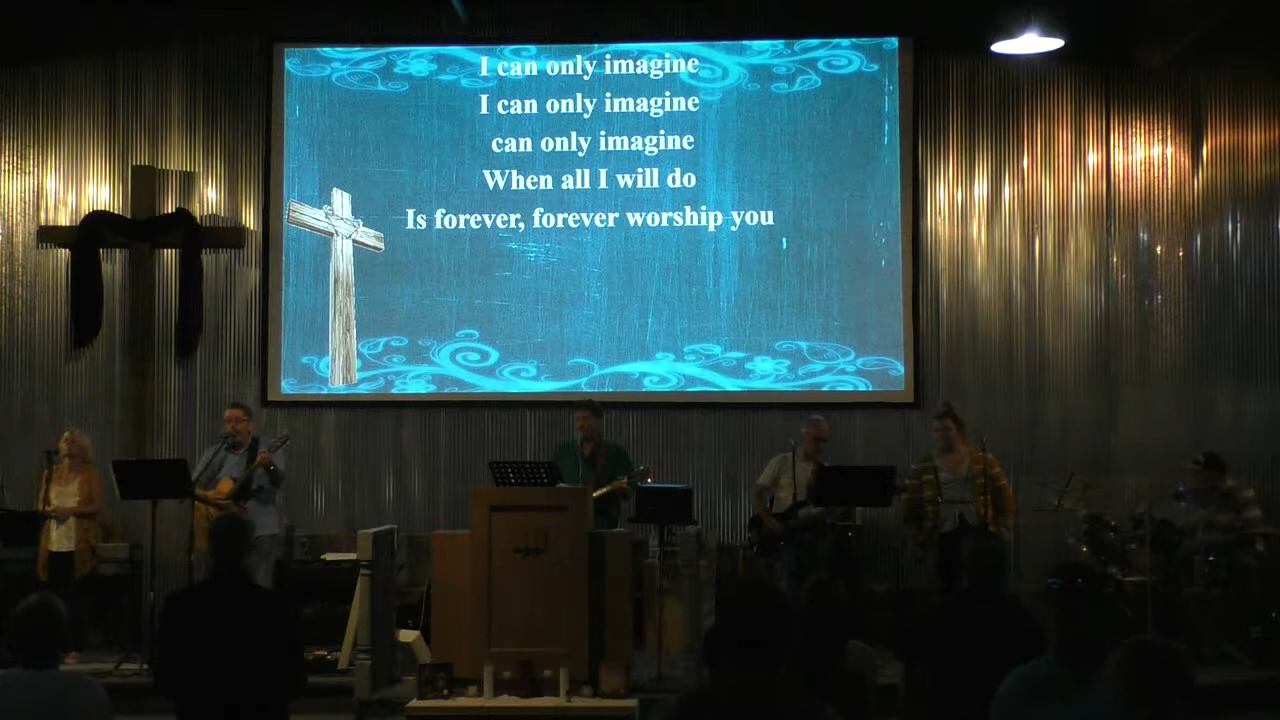 I can only imagine
I can only imagine
can only imagine
When all I will do
Is forever, forever worship you